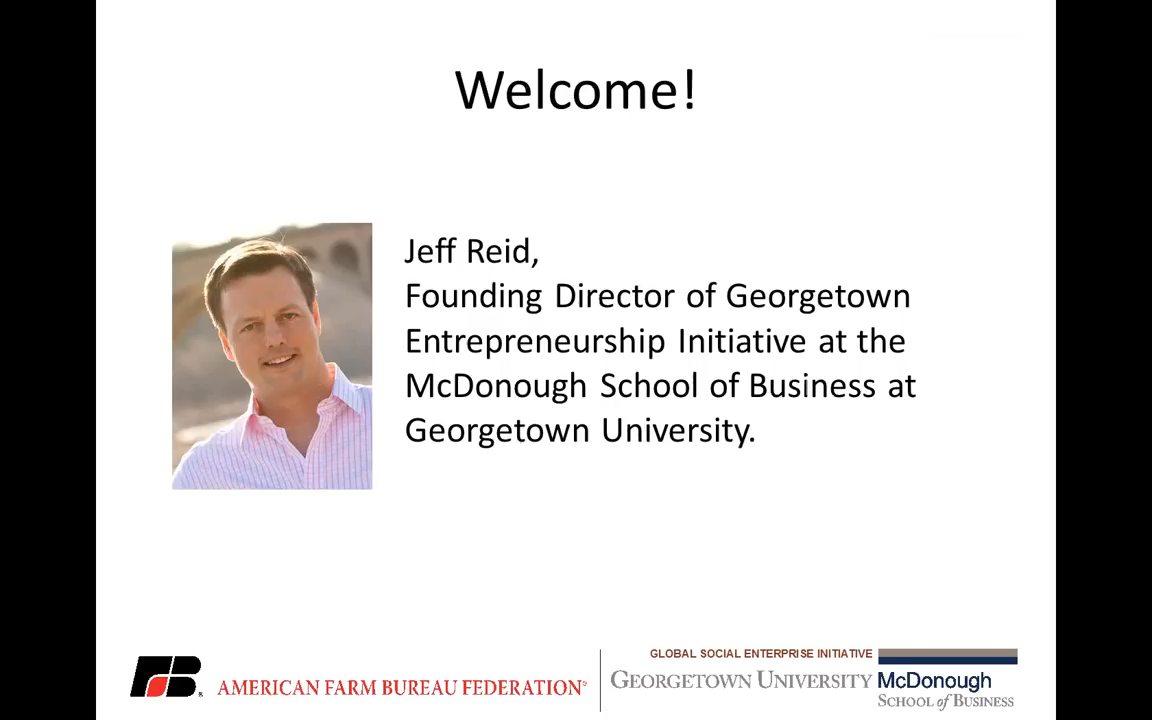 Welcome!
Jeff Reid,
Founding Director of Georgetown
Entrepreneurship Initiative at the
McDonough School of Business at
Georgetown University.
FB®
AMERICAN FARM BUREAU FEDERATION®
GLOBAL SOCIAL ENTERPRISE INITIATIVE
GEORGETOWN UNIVERSITY McDonough
SCHOOL of BUSINESS